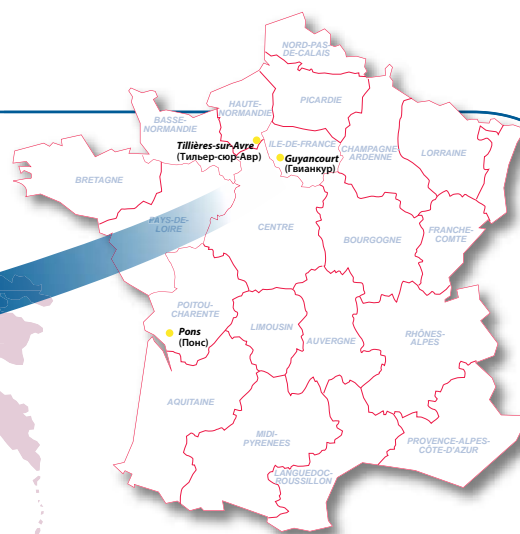 NORD-PAS-
DE-CALAIS
PICARDIE
HAUTE-
NORMANDIE
BASSE-
NORMANDIE
Tillières-sur-Avre
(Тильер-сюр-Авр)
ILE-DE-FRANCE
Guyancourt
(Гвианкур)
CHAMPAGNE
ARDENNE
LORRAINE
BRETAGNE
PAYS-DE-
LOIRE
CENTRE
BOURGOGNE
FRANCHE-
COMTE
POITOU-
CHARENTE
Pons
(Понс)
LIMOUSIN
AUVERGNE
RHÔNES-
ALPES
AQUITAINE
MIDI-
PYRENEES
LANGUEDOC-
ROUSSILLON
PROVENCE-ALPES-
CÔTE-D'AZUR